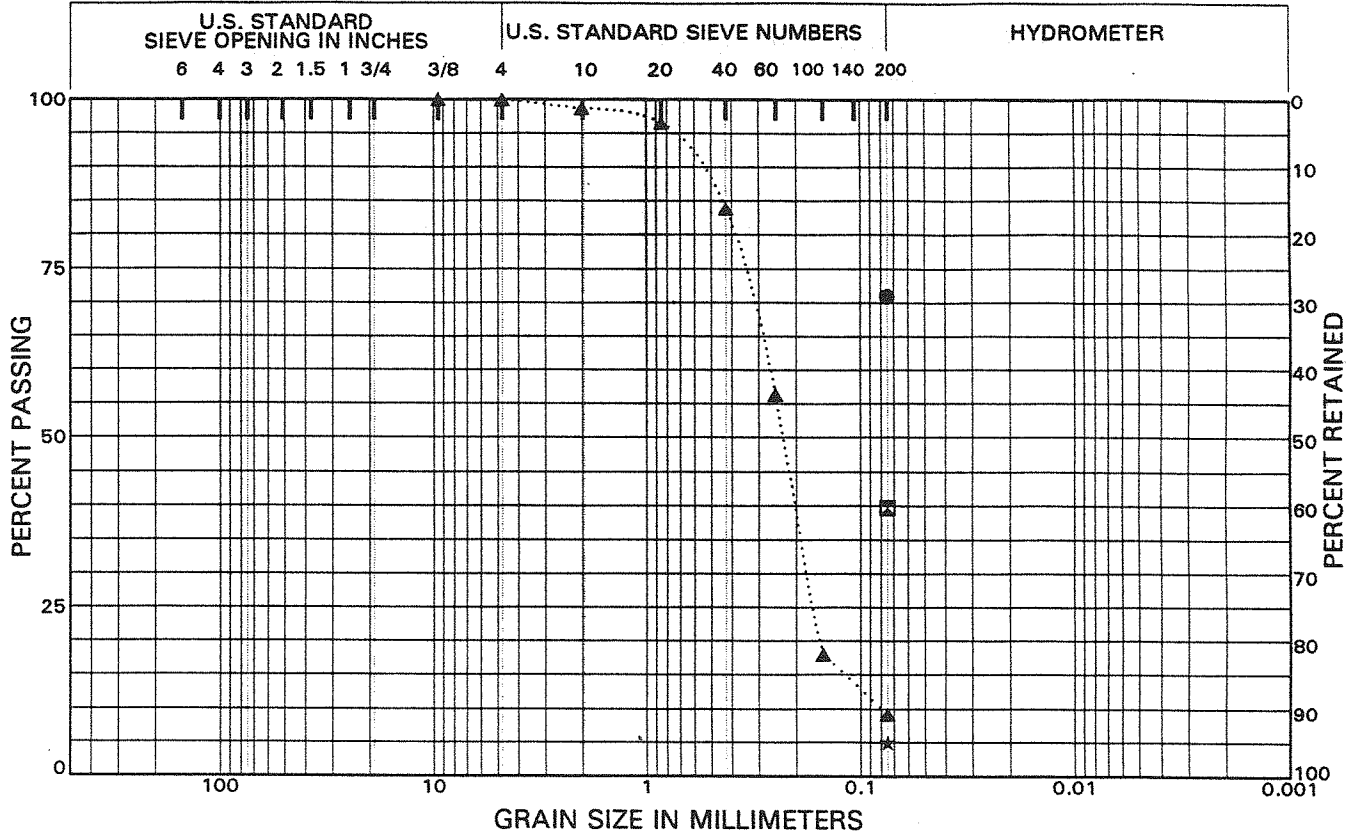 U.S. STANDARD
SIEVE OPENING IN INCHES
U.S. STANDARD SIEVE NUMBERS
HYDROMETER
6 4 3 2 1.5 1 3/4 3/8 4 10 20 40 60 100 140 200
PERCENT PASSING
100
75
50
25
0
0
10
20
30
40
50
60
70
80
90
100
PERCENT RETAINED
100 10 1 0.1 0.01 0.001
GRAIN SIZE IN MILLIMETERS